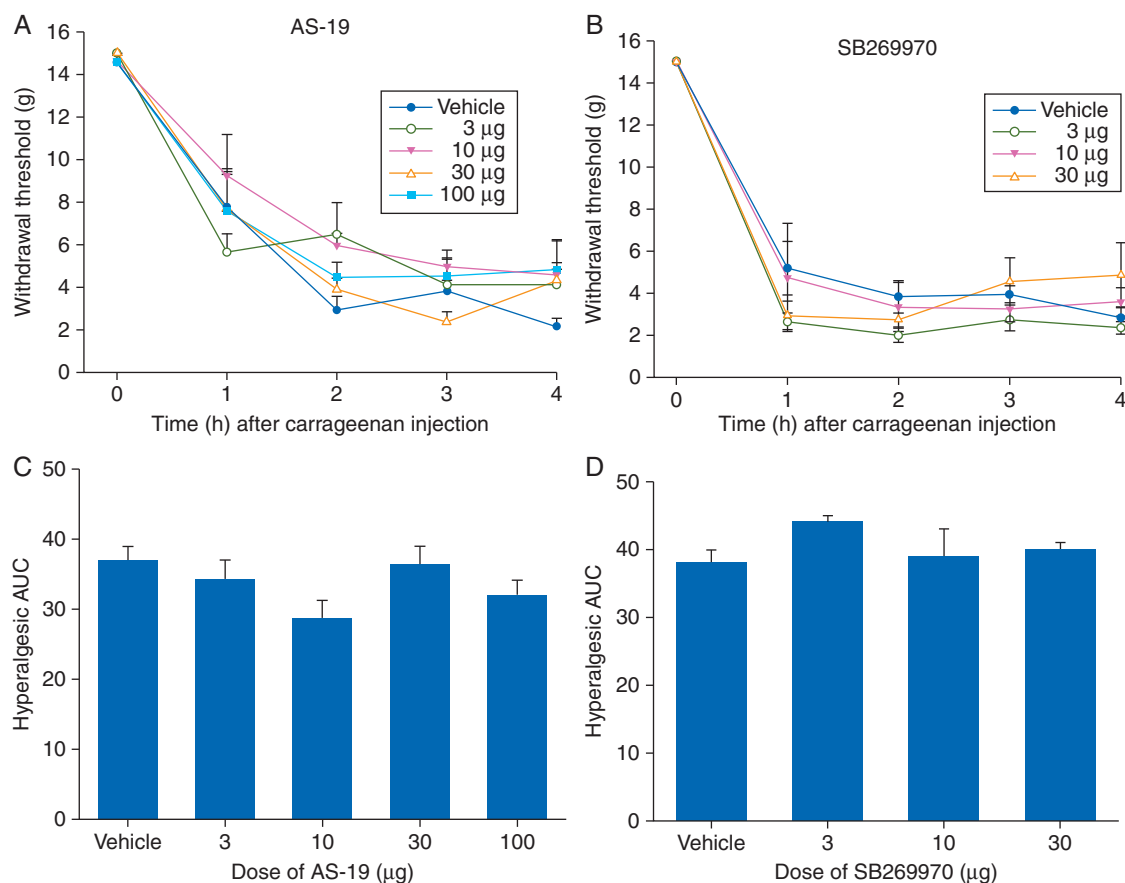 A
AS-19
Withdrawal threshold (g)
16
14
12
10
8
6
4
2
0
Vehicle
3 μg
10 μg
30 μg
100 μg
0 1 2 3 4
Time (h) after carrageenan injection
B
SB269970
Withdrawal threshold (g)
16
14
12
10
8
6
4
2
0
Vehicle
3 μg
10 μg
30 μg
0 1 2 3 4
Time (h) after carrageenan injection
C
Hyperalgesic AUC
50
40
30
20
10
0
Vehicle 3 10 30 100
Dose of AS-19 (μg)
D
Hyperalgesic AUC
50
40
30
20
10
0
Vehicle 3 10 30
Dose of SB269970 (μg)